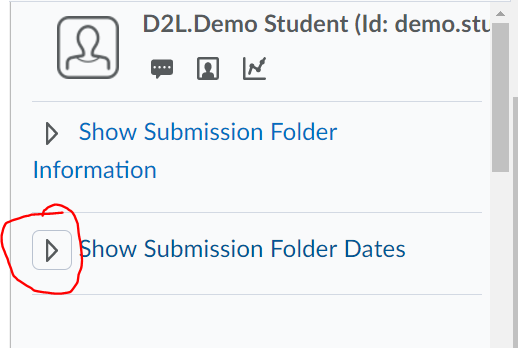 D2L.Demo Student (Id: demo.stu
Show Submission Folder
Information
Show Submission Folder Dates